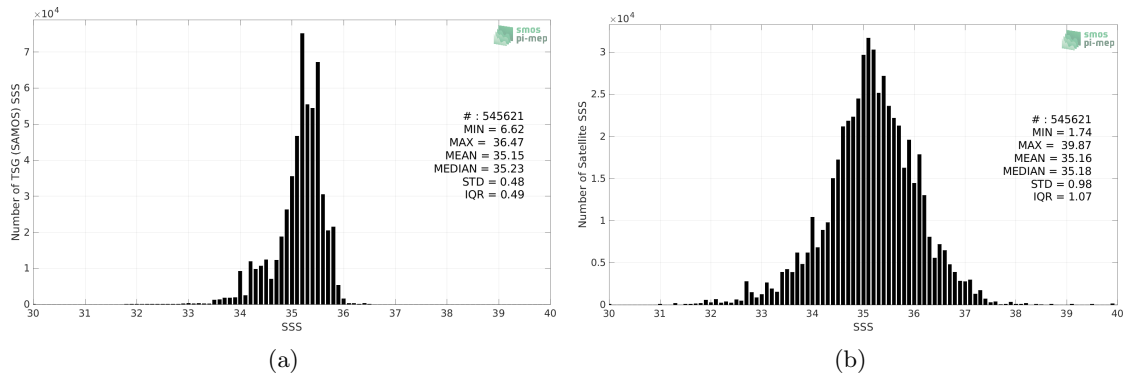 ×10⁴
smos
pi-mep
7
6
5
4
3
2
1
0
Number of TSG (SAMOS) SSS
# : 545621
MIN = 6.62
MAX = 36.47
MEAN = 35.15
MEDIAN = 35.23
STD = 0.48
IQR = 0.49
30 31 32 33 34 35 36 37 38 39 40
SSS
(a)
×10⁴
smos
pi-mep
3
2.5
2
1.5
1
0.5
0
Number of Satellite SSS
# : 545621
MIN = 1.74
MAX = 39.87
MEAN = 35.16
MEDIAN = 35.18
STD = 0.98
IQR = 1.07
30 31 32 33 34 35 36 37 38 39 40
SSS
(b)